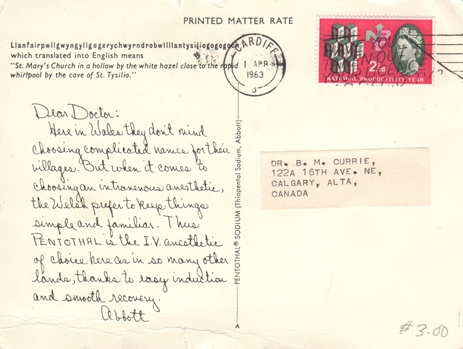 PRINTED MATTER RATE
Llanfairpwllgwyngyllgogerychwyrndrobwllllantysiliogogogoch
which translated into English means
"St. Mary's Church in a hollow by the white hazel close to the rapid
whirlpool by the cave of St. Tysilio."
CARDIFF
1 APR
1963
NATIONAL PRODUCTIVITY YEAR
2½d
Dear Doctor:
Here in Wales they don't mind
choosing complicated names for their
villages. But when it comes to
choosing an intravenous anesthetic,
the Welsh prefer to keep things
simple and familiar. Thus
PENTOTHAL is the I.V. anesthetic
of choice here as in so many other
lands, thanks to easy induction
and smooth recovery.
Abbott
PENTOTHAL® SODIUM (Thiopental Sodium, Abbott)
DR. B. M. CURRIE,
122A 16TH AVE. NE,
CALGARY, ALTA,
CANADA
A
#3.00